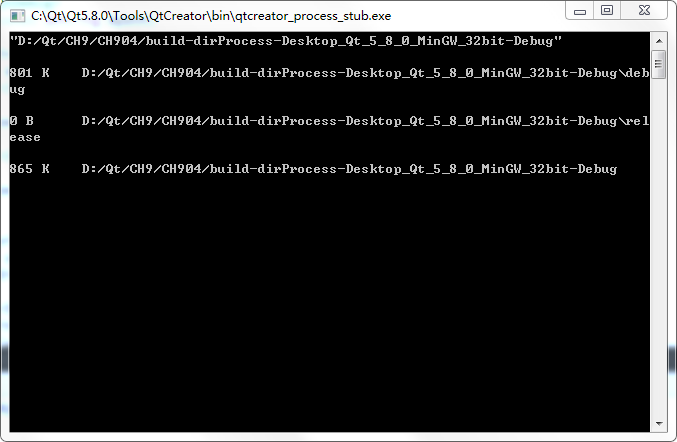 C:\Qt\Qt5.8.0\Tools\QtCreator\bin\qtcreator_process_stub.exe
"D:/Qt/CH9/CH904/build-dirProcess-Desktop_Qt_5_8_0_MinGW_32bit-Debug"
801 K    D:/Qt/CH9/CH904/build-dirProcess-Desktop_Qt_5_8_0_MinGW_32bit-Debug\deb
ug
0 B      D:/Qt/CH9/CH904/build-dirProcess-Desktop_Qt_5_8_0_MinGW_32bit-Debug\rel
ease
865 K    D:/Qt/CH9/CH904/build-dirProcess-Desktop_Qt_5_8_0_MinGW_32bit-Debug